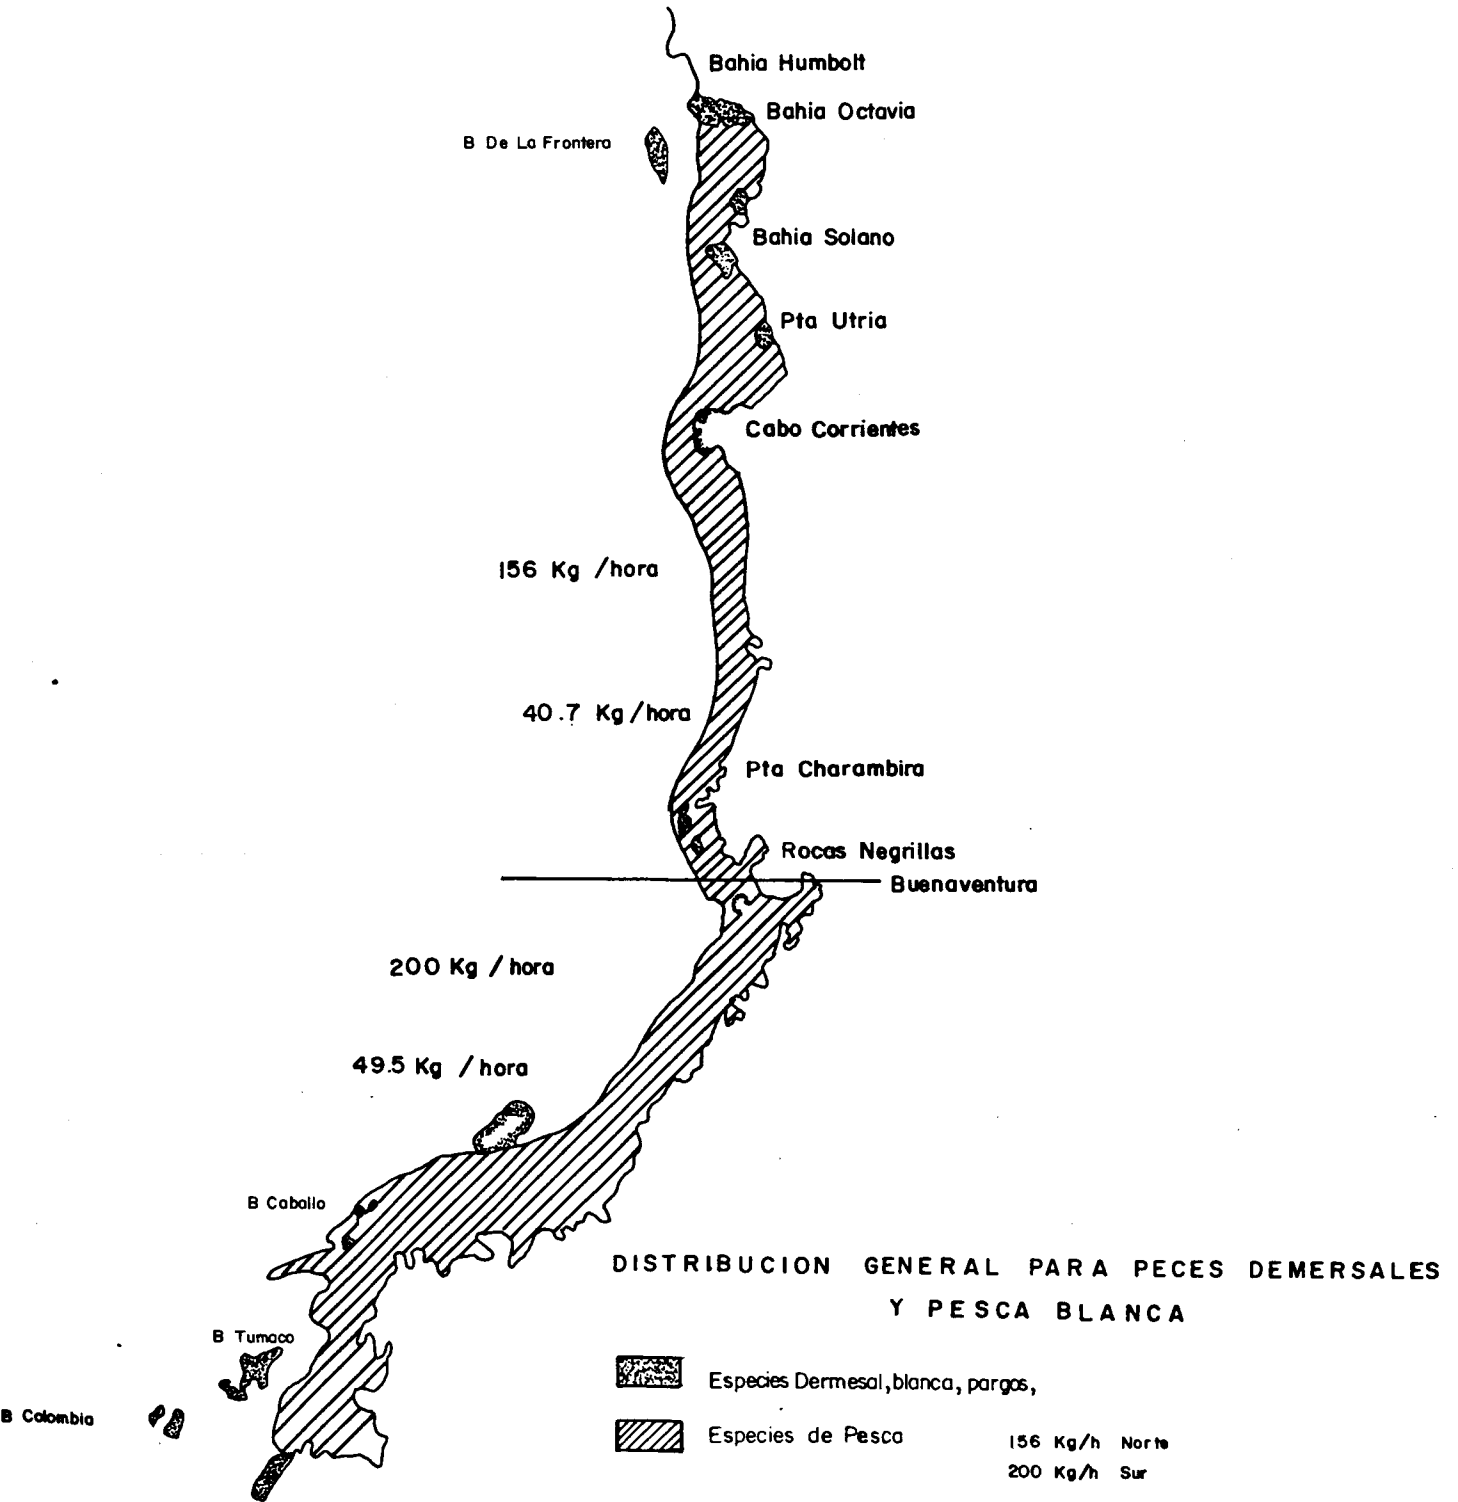 Bahia Humbolt
Bahia Octavia
B De La Frontera
Bahia Solano
Pta Utria
Cabo Corrientes
156 Kg /hora
40.7 Kg /hora
Pta Charambira
Rocas Negrillas
Buenaventura
200 Kg / hora
49.5 Kg / hora
B Caballo
DISTRIBUCION GENERAL PARA PECES DEMERSALES
Y PESCA BLANCA
B Tumaco
B Colombia
Especies Dermesal, blanca, pargos,
Especies de Pesca
156 Kg/h Norte
200 Kg/h Sur